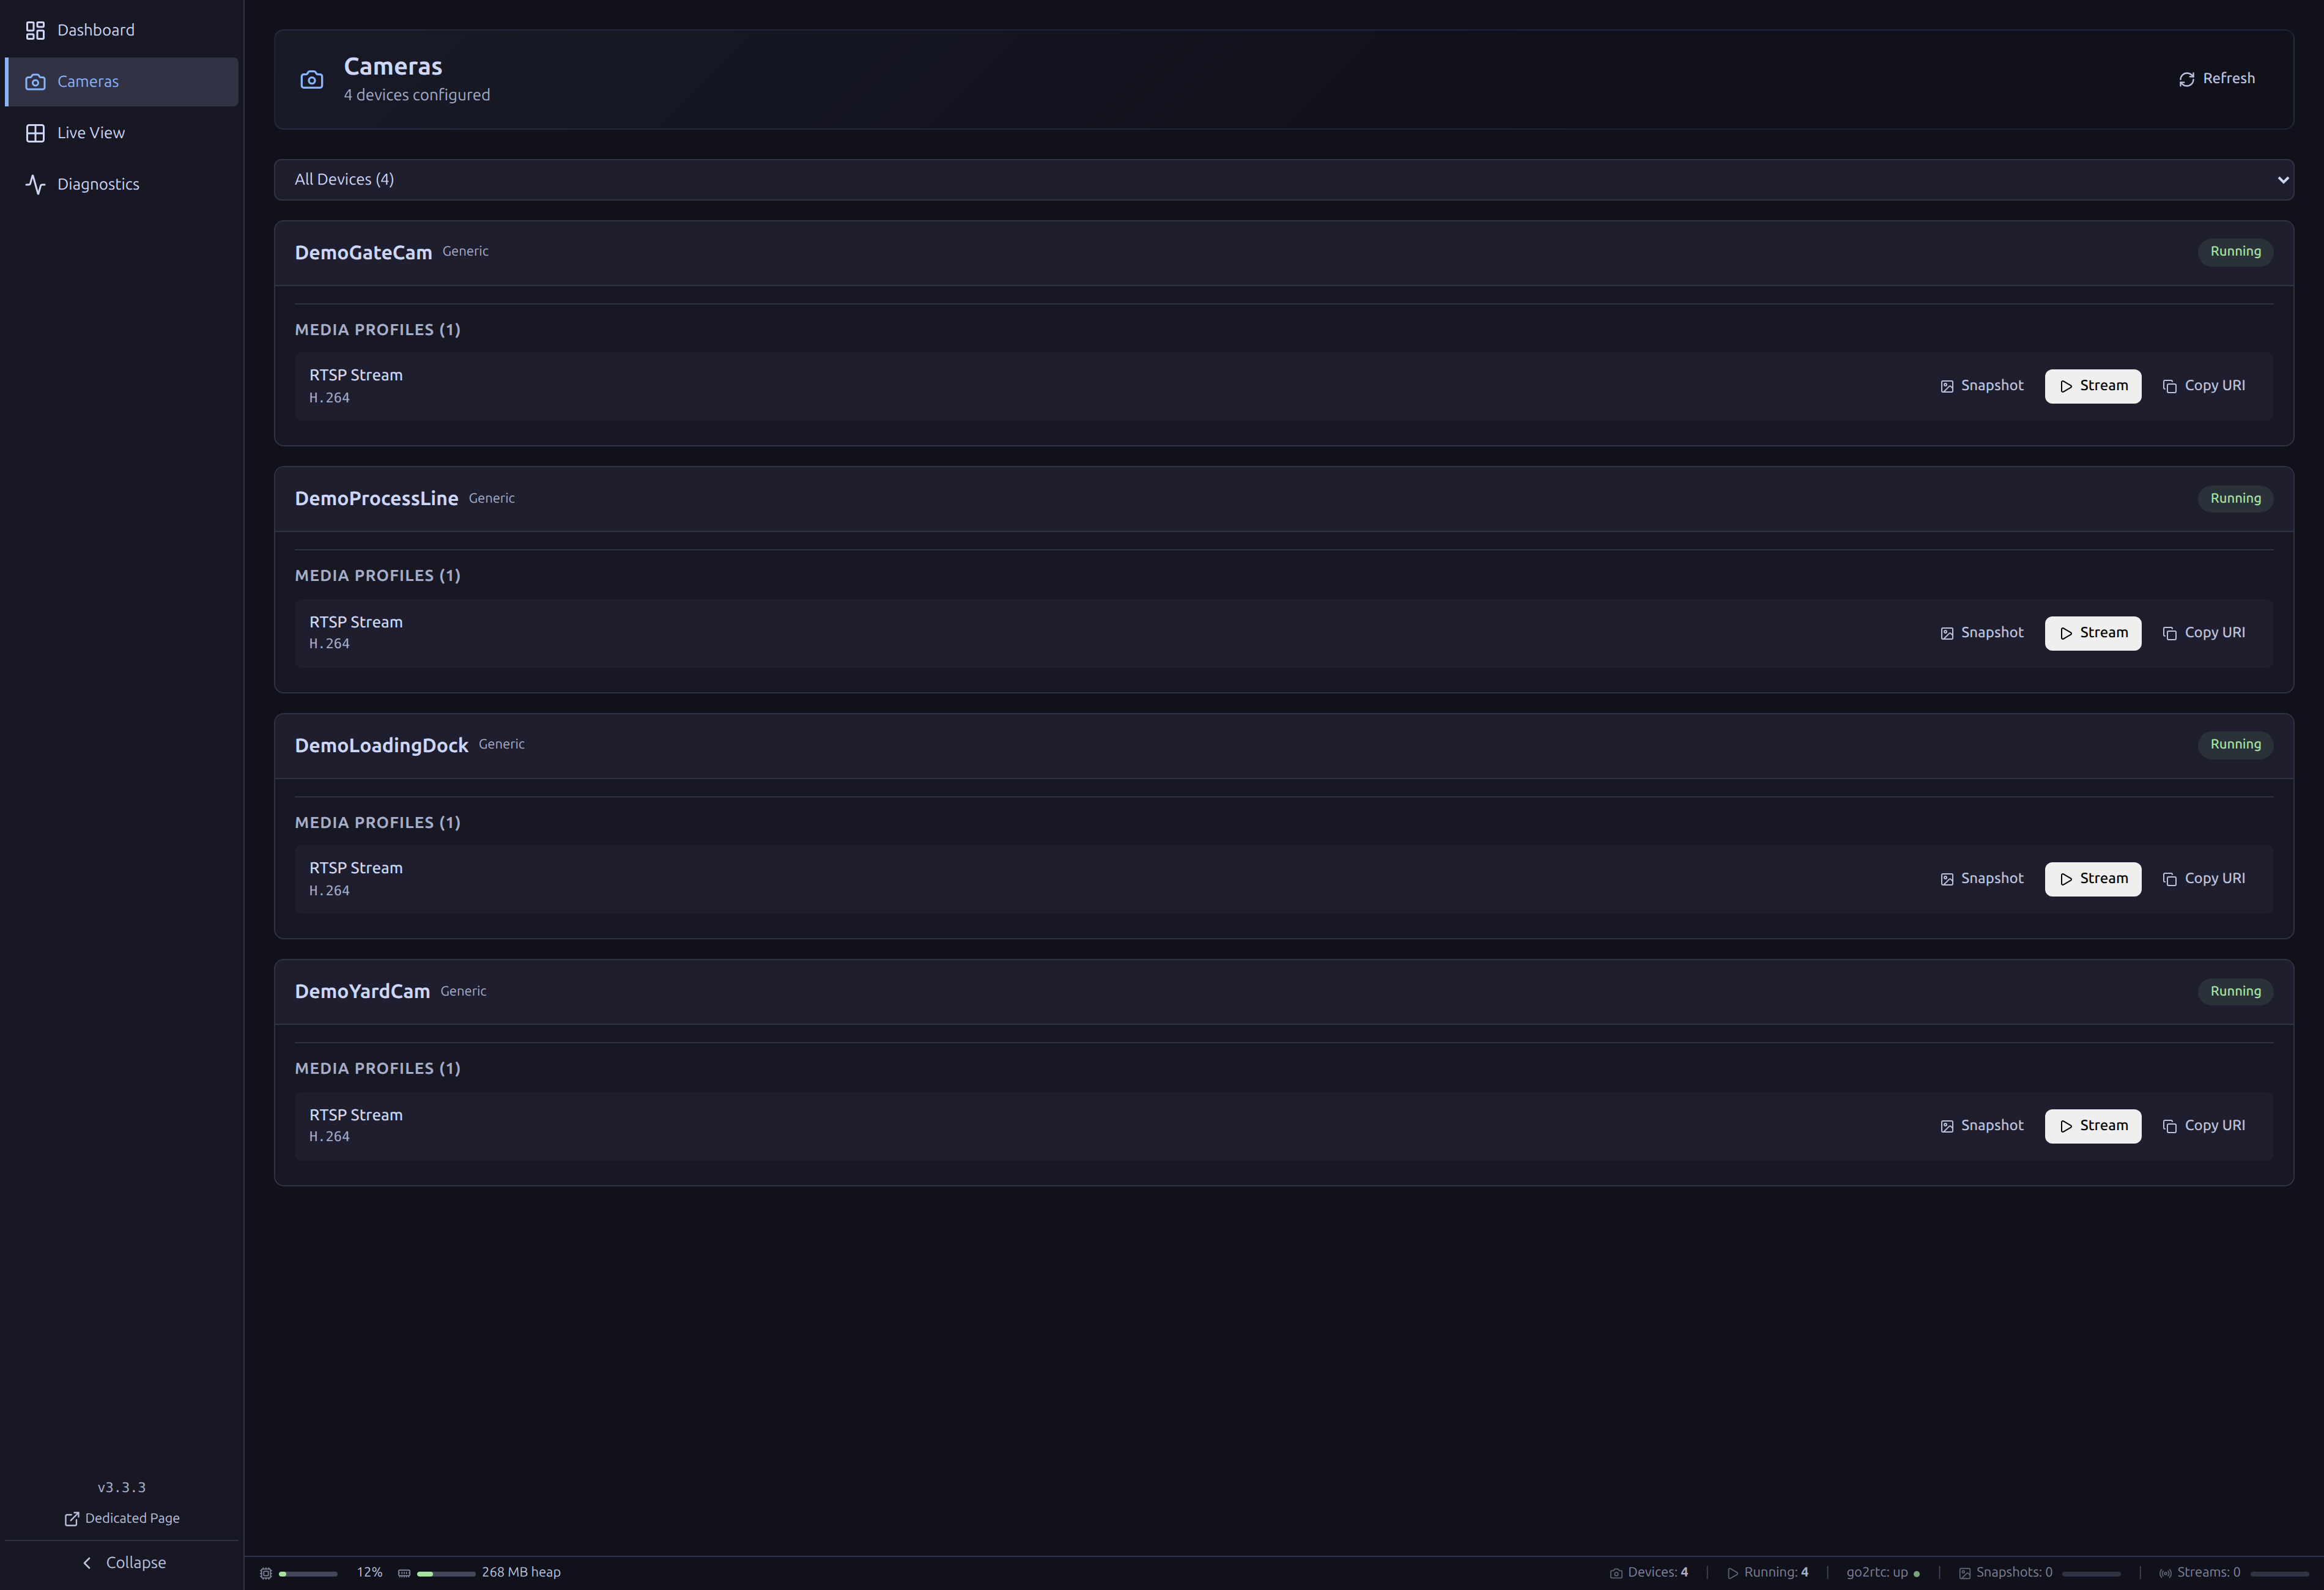 Dashboard
Cameras
Live View
Diagnostics
v3.3.3
Dedicated Page
Collapse
Cameras
4 devices configured
Refresh
All Devices (4)
DemoGateCam Generic Running
MEDIA PROFILES (1)
RTSP Stream
H.264
Snapshot Stream Copy URI
DemoProcessLine Generic Running
MEDIA PROFILES (1)
RTSP Stream
H.264
Snapshot Stream Copy URI
DemoLoadingDock Generic Running
MEDIA PROFILES (1)
RTSP Stream
H.264
Snapshot Stream Copy URI
DemoYardCam Generic Running
MEDIA PROFILES (1)
RTSP Stream
H.264
Snapshot Stream Copy URI
12% 268 MB heap Devices: 4 | Running: 4 | go2rtc: up | Snapshots: 0 | Streams: 0